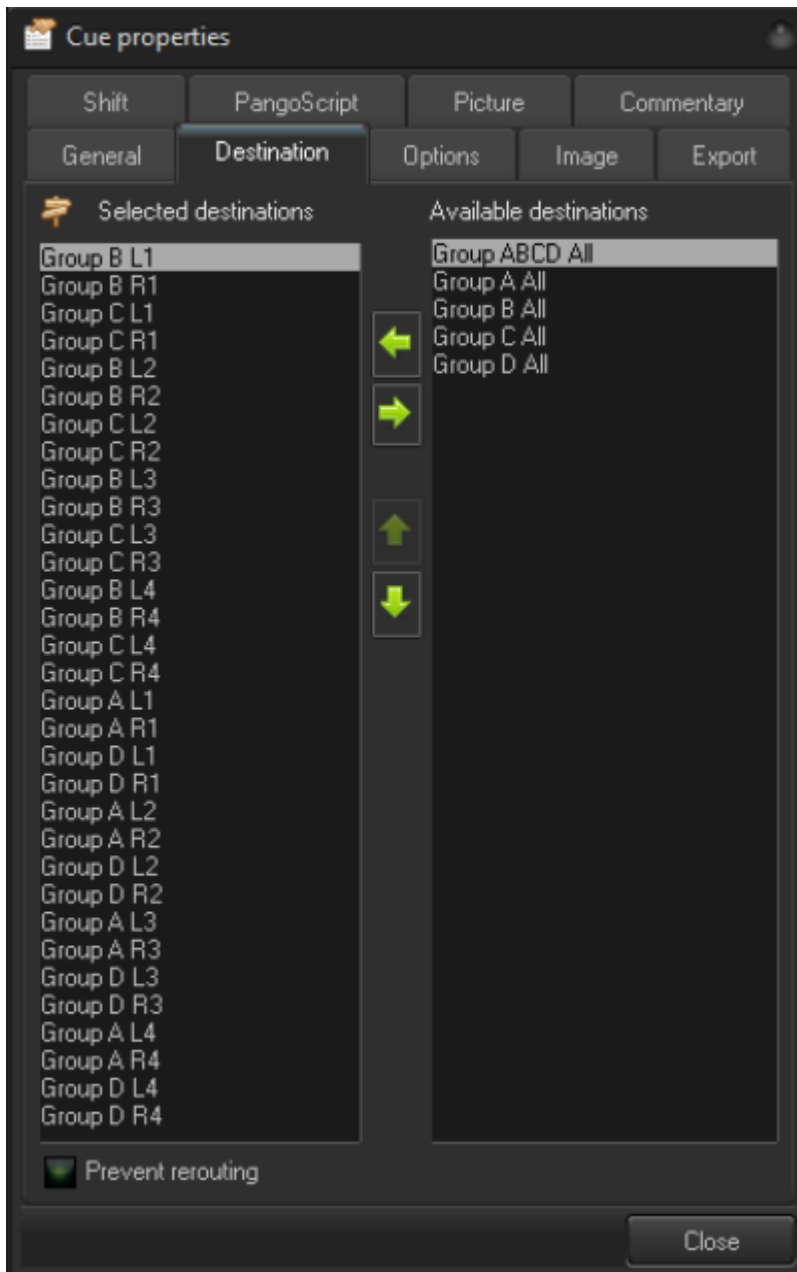 Cue properties
Shift PangoScript Picture Commentary
General Destination Options Image Export
Selected destinations
Group B L1
Group B R1
Group C L1
Group C R1
Group B L2
Group B R2
Group C L2
Group C R2
Group B L3
Group B R3
Group C L3
Group C R3
Group B L4
Group B R4
Group C L4
Group C R4
Group A L1
Group A R1
Group D L1
Group D R1
Group A L2
Group A R2
Group D L2
Group D R2
Group A L3
Group A R3
Group D L3
Group D R3
Group A L4
Group A R4
Group D L4
Group D R4
Available destinations
Group ABCD All
Group A All
Group B All
Group C All
Group D All
Prevent rerouting
Close